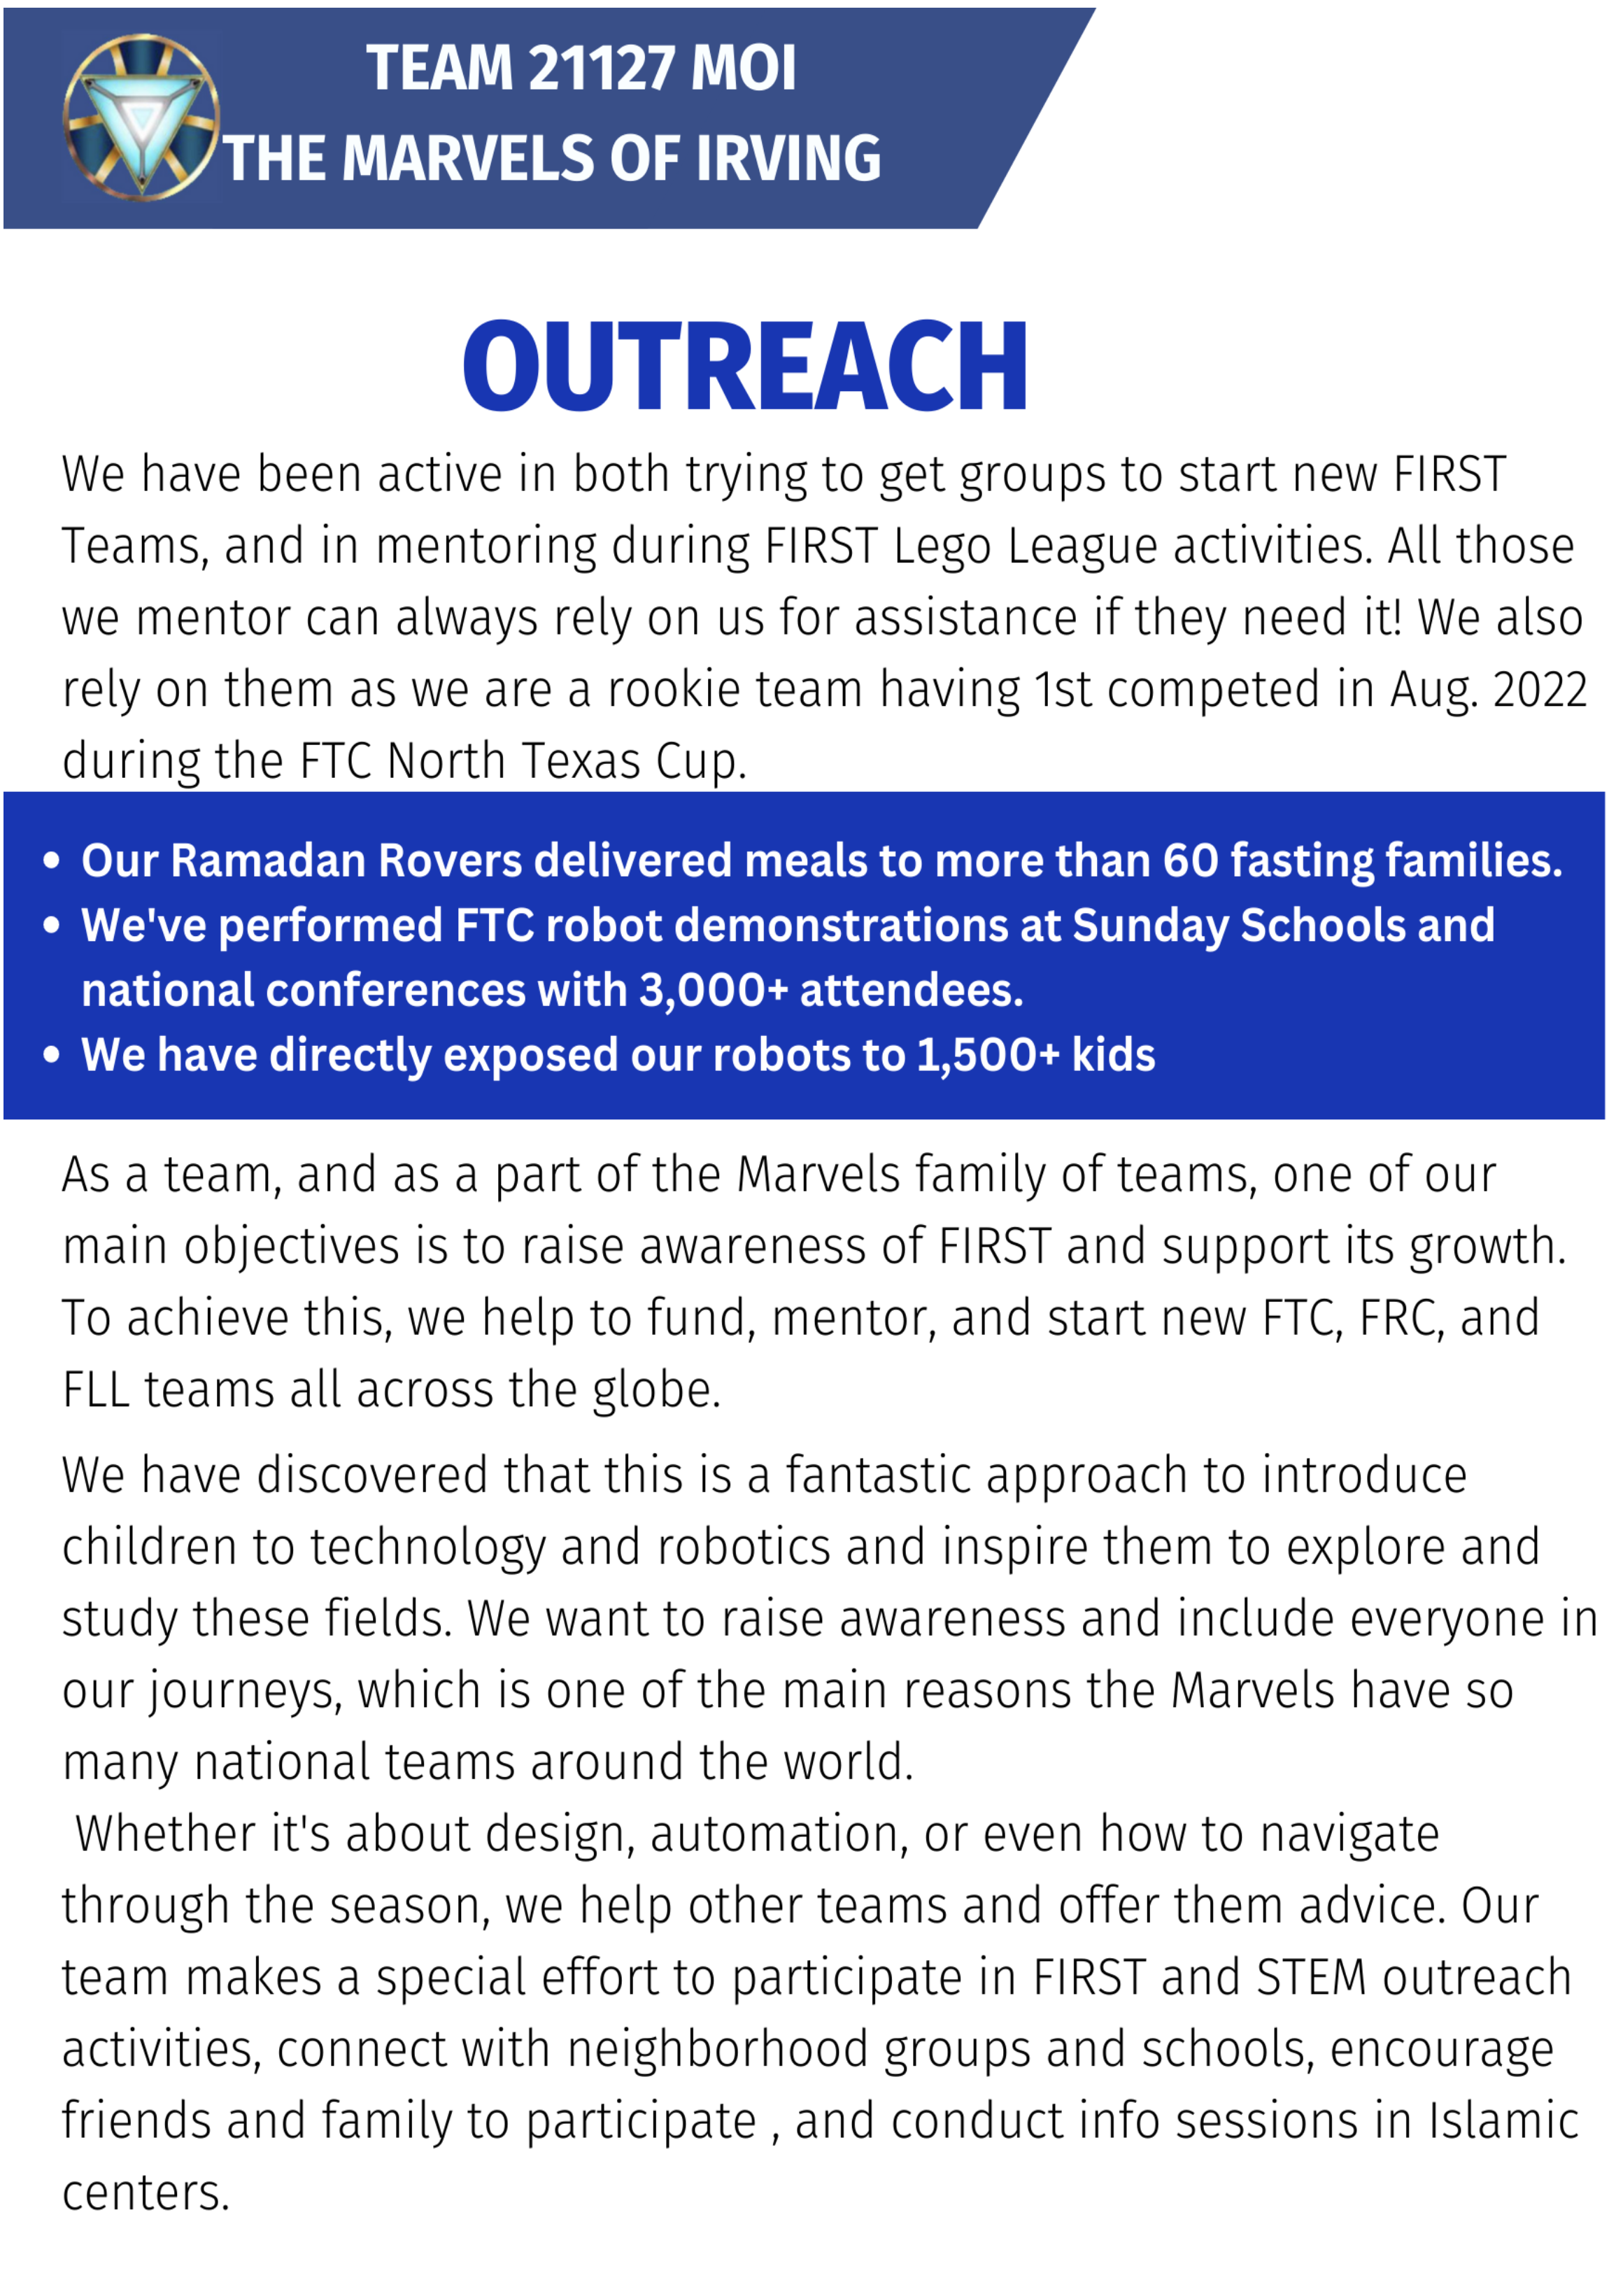 TEAM 21127 MOI
THE MARVELS OF IRVING
OUTREACH
We have been active in both trying to get groups to start new FIRST
Teams, and in mentoring during FIRST Lego League activities. All those
we mentor can always rely on us for assistance if they need it! We also
rely on them as we are a rookie team having 1st competed in Aug. 2022
during the FTC North Texas Cup.
• Our Ramadan Rovers delivered meals to more than 60 fasting families.
• We've performed FTC robot demonstrations at Sunday Schools and
national conferences with 3,000+ attendees.
• We have directly exposed our robots to 1,500+ kids
As a team, and as a part of the Marvels family of teams, one of our
main objectives is to raise awareness of FIRST and support its growth.
To achieve this, we help to fund, mentor, and start new FTC, FRC, and
FLL teams all across the globe.
We have discovered that this is a fantastic approach to introduce
children to technology and robotics and inspire them to explore and
study these fields. We want to raise awareness and include everyone in
our journeys, which is one of the main reasons the Marvels have so
many national teams around the world.
Whether it's about design, automation, or even how to navigate
through the season, we help other teams and offer them advice. Our
team makes a special effort to participate in FIRST and STEM outreach
activities, connect with neighborhood groups and schools, encourage
friends and family to participate , and conduct info sessions in Islamic
centers.